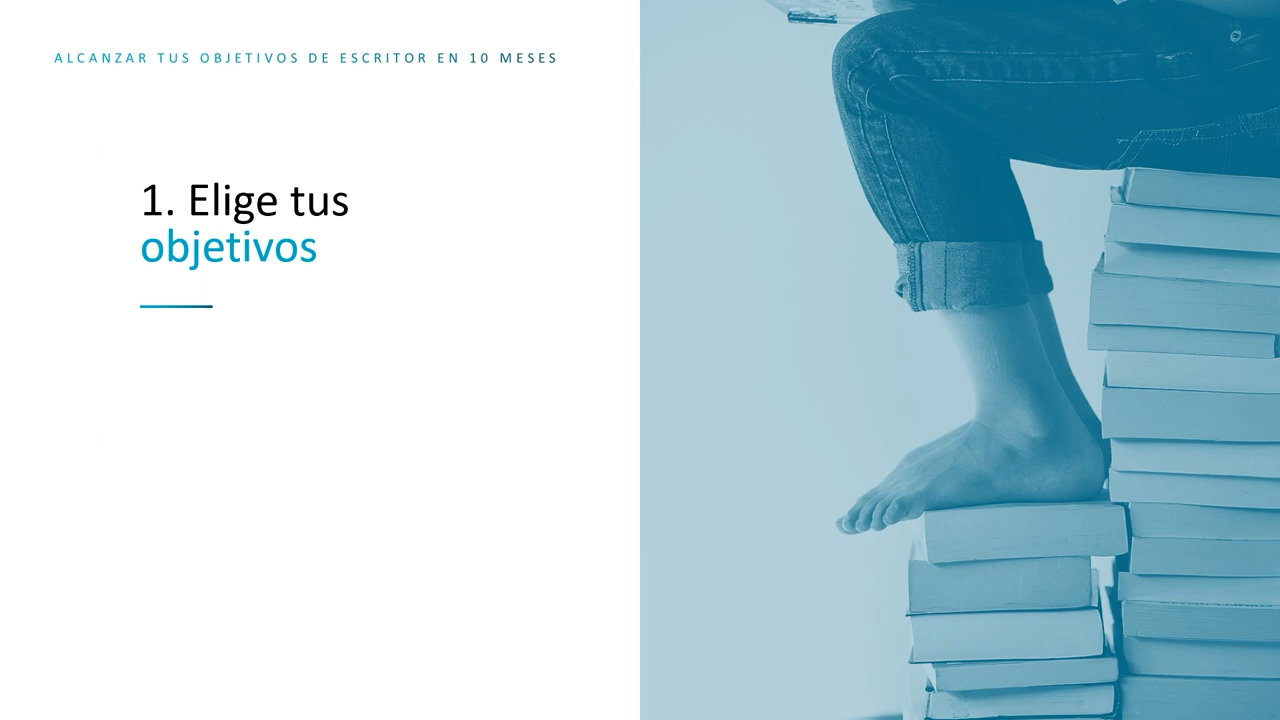 ALCANZAR TUS OBJETIVOS DE ESCRITOR EN 10 MESES
1. Elige tus
objetivos